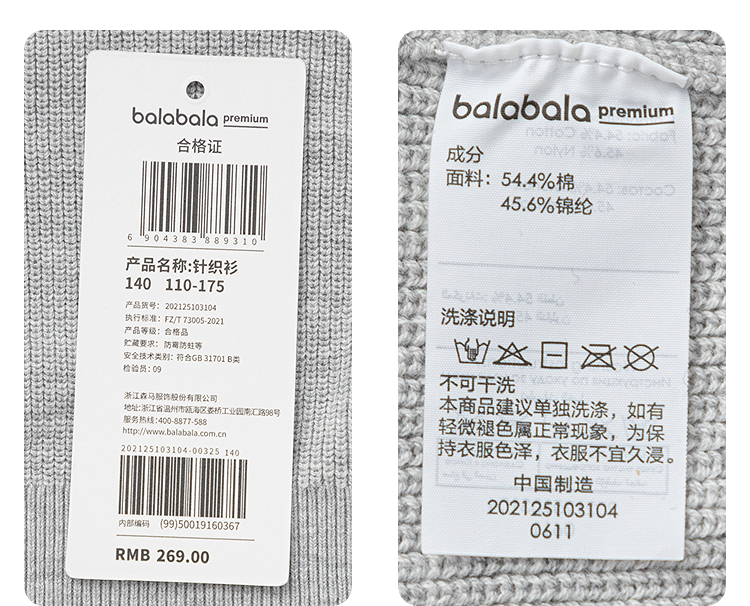 balabala premium
合格证
6 904383 889310
产品名称:针织衫
140 110-175
产品货号: 202125103104
执行标准: FZ/T 73005-2021
产品等级: 合格品
贮藏要求: 防霉防蛀等
安全技术类别: 符合GB 31701 B类
检验员: 09
浙江森马服饰股份有限公司
地址:浙江省温州市瓯海区娄桥工业园南汇路98号
服务热线:400-8877-588
http://www.balabala.com.cn
202125103104-00325 140
内部编码 (99)50019160367
RMB 269.00
balabala premium
成分
面料: 54.4%棉
45.6%锦纶
洗涤说明
不可干洗
本商品建议单独洗涤，如有
轻微褪色属正常现象，为保
持衣服色泽，衣服不宜久浸。
中国制造
202125103104
0611